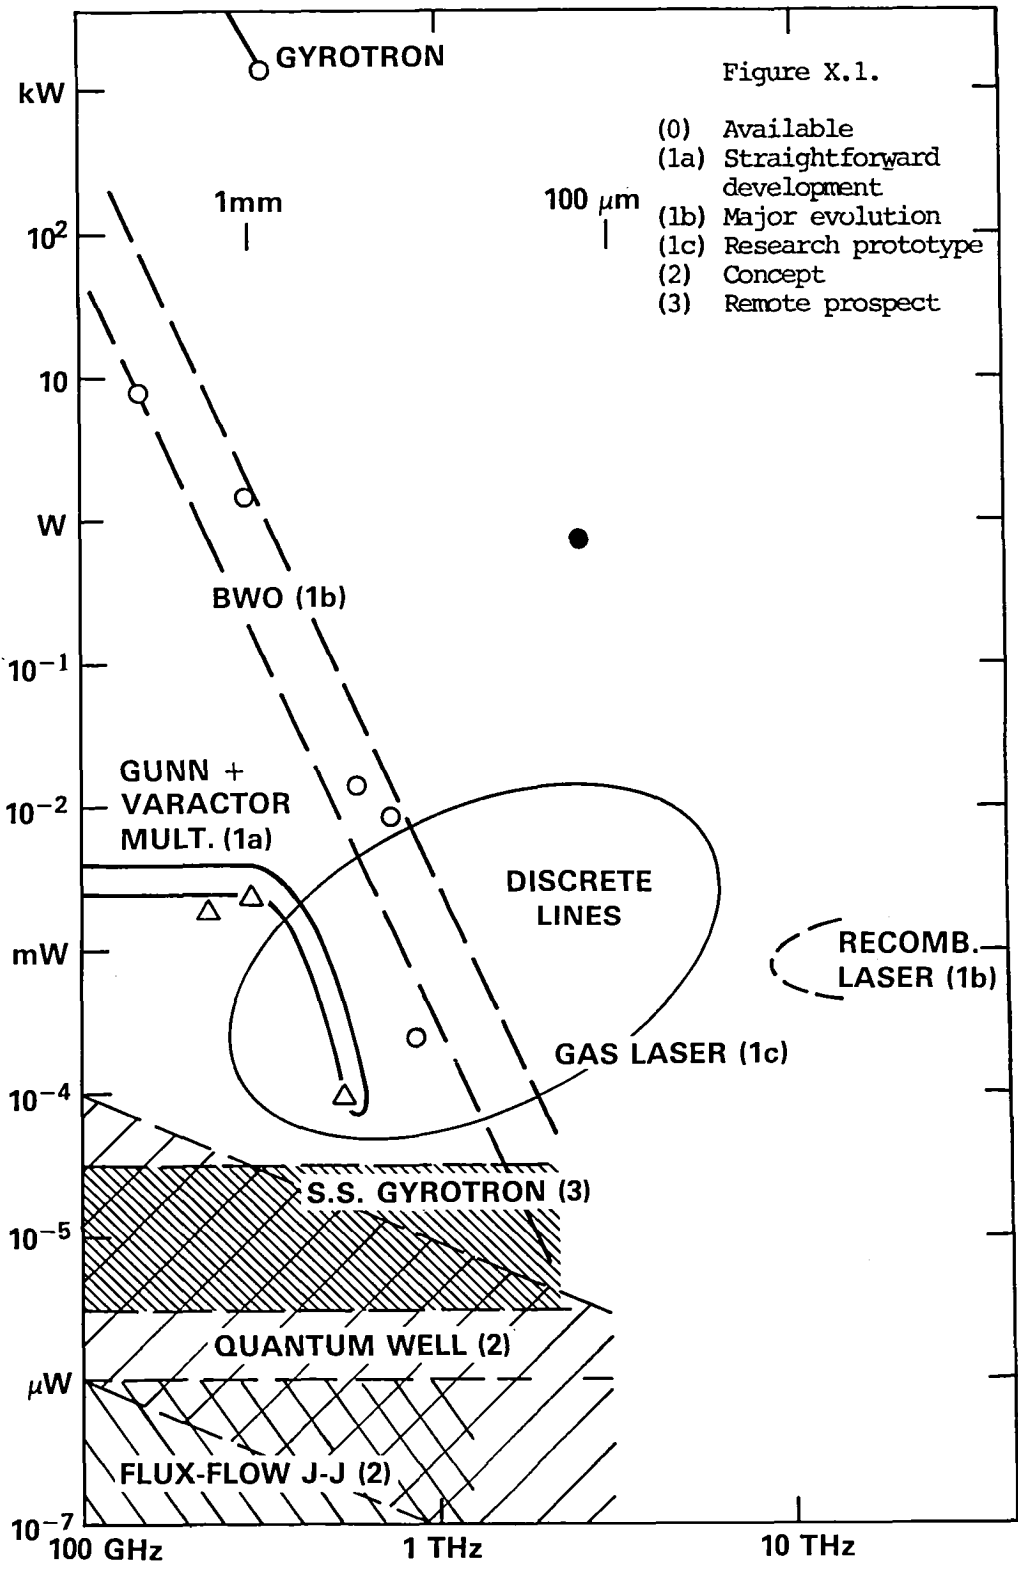 GYROTRON
Figure X.1.
kW
(0) Available
(1a) Straightforward
development
(1b) Major evolution
(1c) Research prototype
(2) Concept
(3) Remote prospect
1mm
100 μm
10²
10
W
BWO (1b)
10⁻¹
GUNN +
VARACTOR
MULT. (1a)
10⁻²
DISCRETE
LINES
mW
RECOMB.
LASER (1b)
GAS LASER (1c)
10⁻⁴
S.S. GYROTRON (3)
10⁻⁵
QUANTUM WELL (2)
μW
FLUX-FLOW J-J (2)
10⁻⁷
100 GHz
1 THz
10 THz